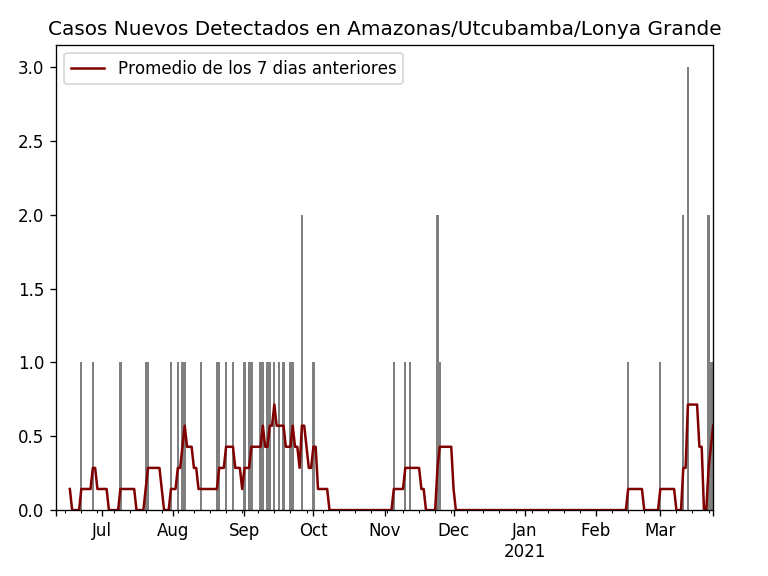 Casos Nuevos Detectados en Amazonas/Utcubamba/Lonya Grande
Promedio de los 7 dias anteriores
3.0
2.5
2.0
1.5
1.0
0.5
0.0
Jul Aug Sep Oct Nov Dec Jan Feb Mar
2021